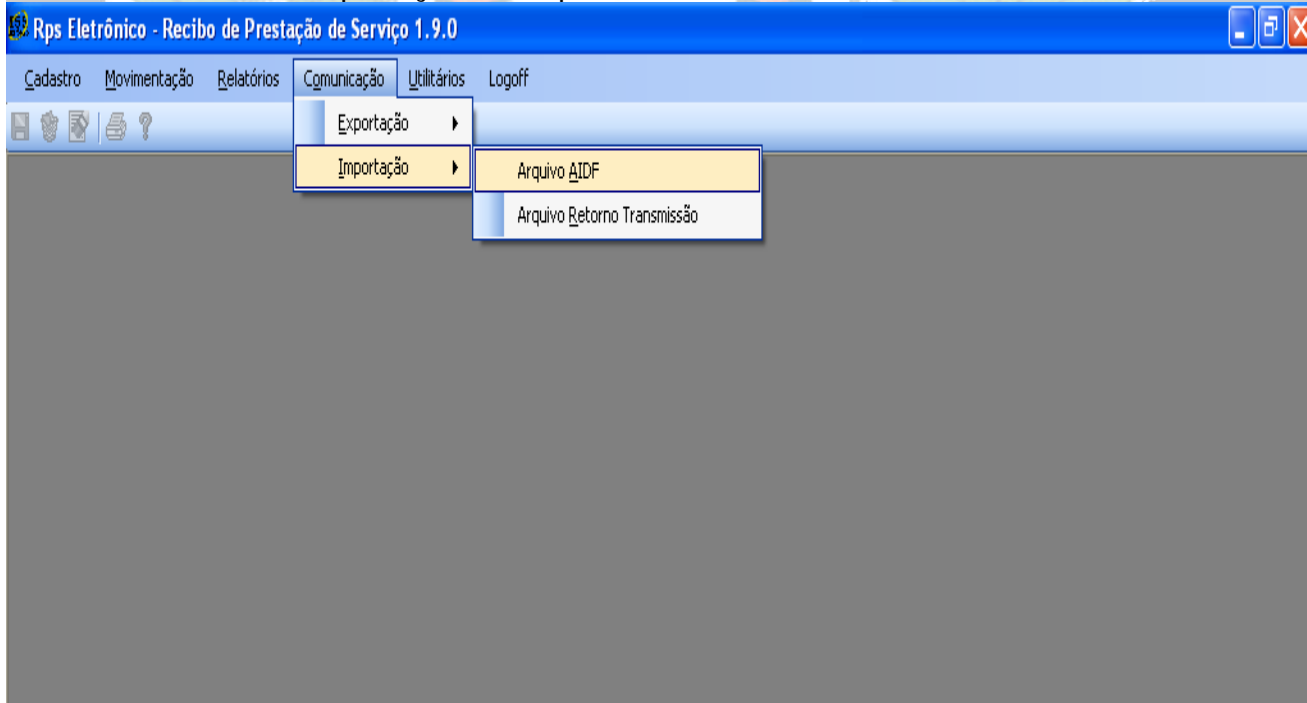 Rps Eletrônico - Recibo de Prestação de Serviço 1.9.0
Cadastro Movimentação Relatórios Comunicação Utilitários Logoff
Exportação
Importação Arquivo AIDF
Arquivo Retorno Transmissão